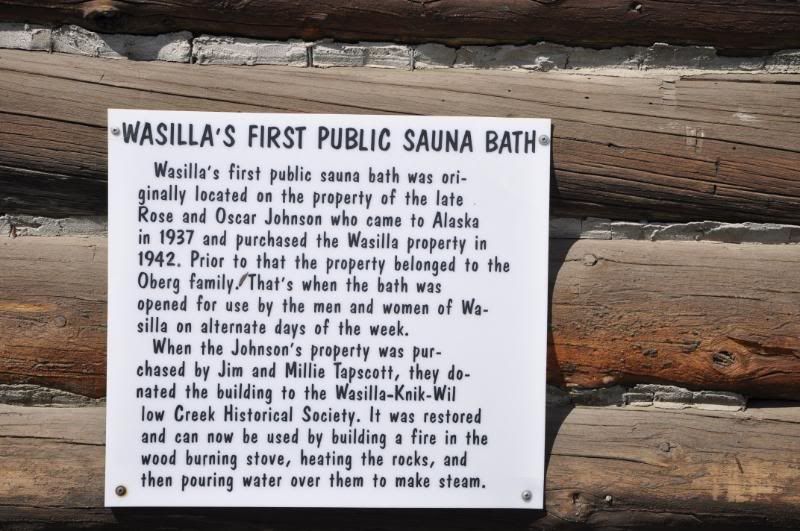 WASILLA'S FIRST PUBLIC SAUNA BATH
Wasilla's first public sauna bath was ori-
ginally located on the property of the late
Rose and Oscar Johnson who came to Alaska
in 1937 and purchased the Wasilla property in
1942. Prior to that the property belonged to the
Oberg family. That's when the bath was
opened for use by the men and women of Wa-
silla on alternate days of the week.
When the Johnson's property was pur-
chased by Jim and Millie Tapscott, they do-
nated the building to the Wasilla-Knik-Wil
low Creek Historical Society. It was restored
and can now be used by building a fire in the
wood burning stove, heating the rocks, and
then pouring water over them to make steam.